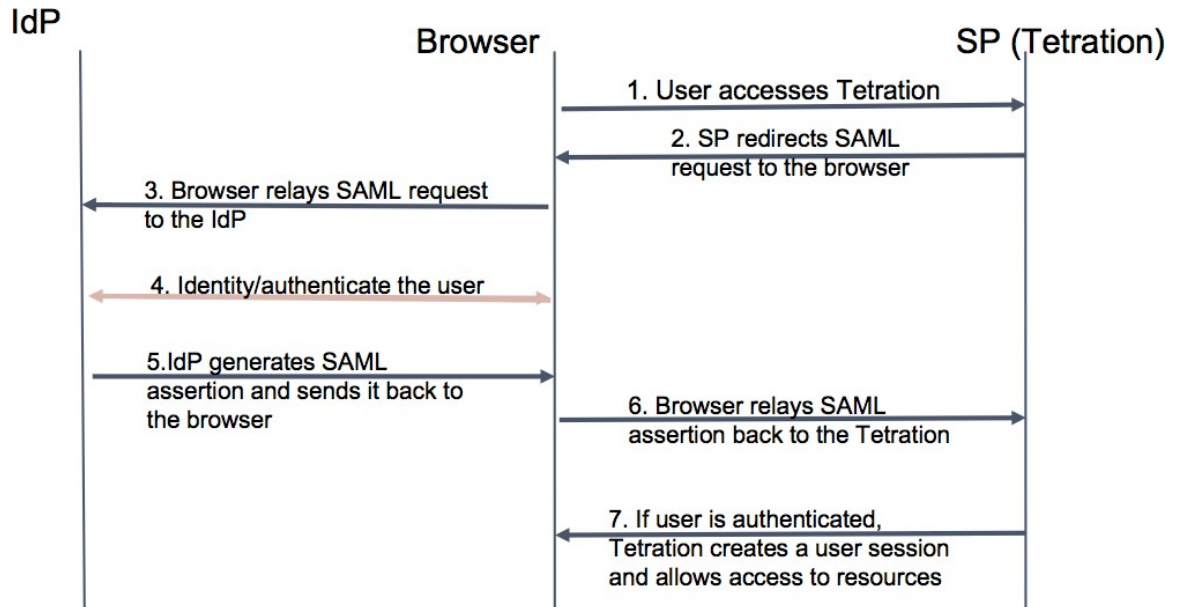 IdP
Browser
SP (Tetration)
1. User accesses Tetration
2. SP redirects SAML
request to the browser
3. Browser relays SAML request
to the IdP
4. Identity/authenticate the user
5.IdP generates SAML
assertion and sends it back to
the browser
6. Browser relays SAML
assertion back to the Tetration
7. If user is authenticated,
Tetration creates a user session
and allows access to resources